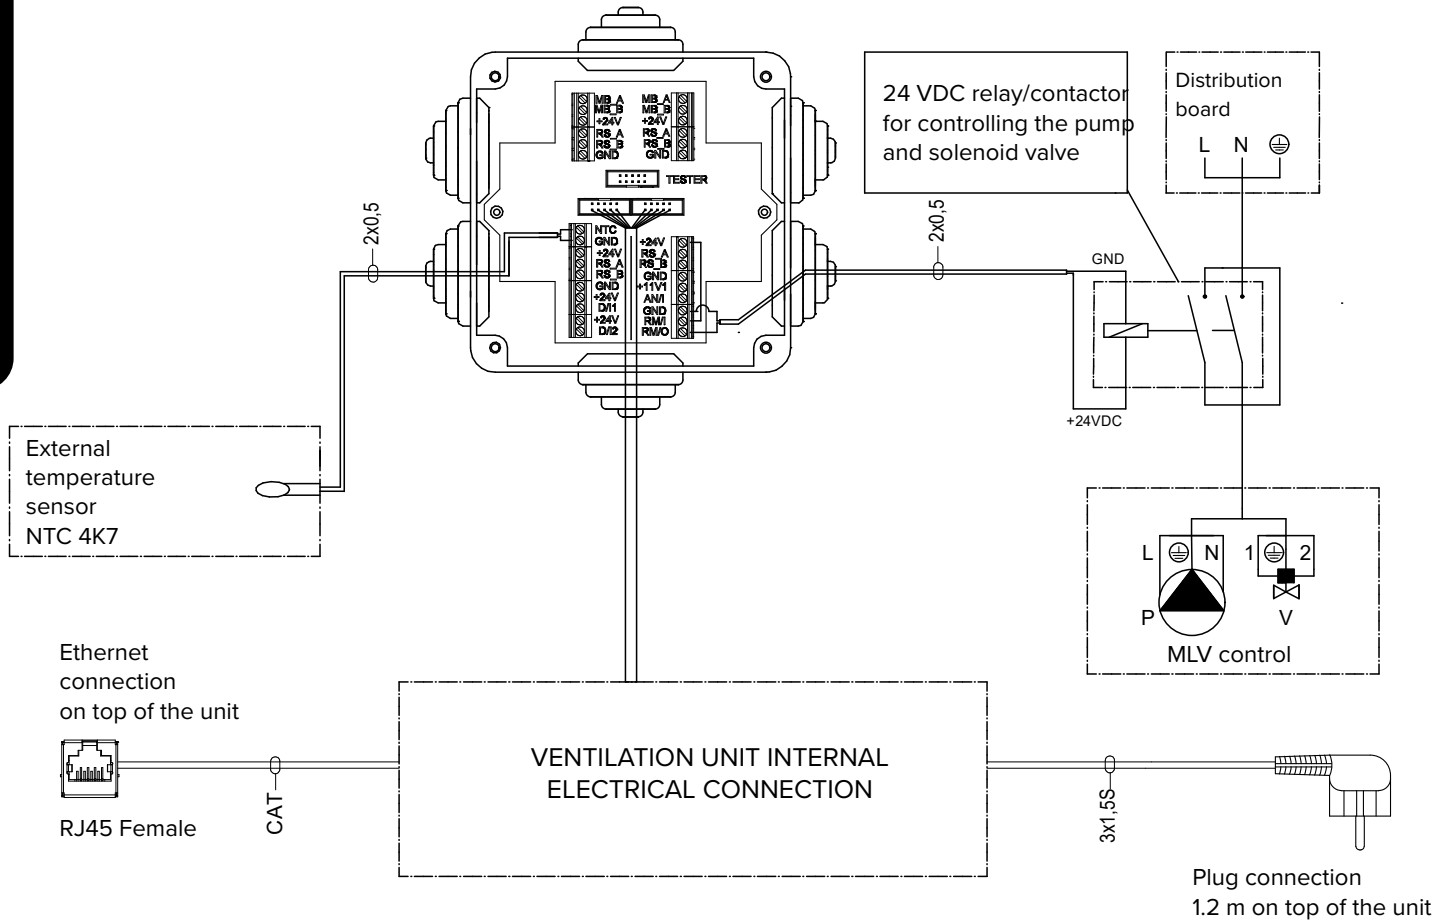 MB_A
MB_B
+24V
RS_A
RS_B
GND
MB_A
MB_B
+24V
RS_A
RS_B
GND
TESTER
NTC
GND
+24V
RS_A
RS_B
GND
+24V
D/I1
+24V
D/I2
+24V
RS_A
RS_B
GND
+11V1
AN/I
GND
RM/I
RM/O
2x0,5
2x0,5
24 VDC relay/contactor
for controlling the pump
and solenoid valve
Distribution
board
L N
GND
+24VDC
External
temperature
sensor
NTC 4K7
L N 1 2
P V
MLV control
Ethernet
connection
on top of the unit
RJ45 Female
CAT
VENTILATION UNIT INTERNAL
ELECTRICAL CONNECTION
3x1,5S
Plug connection
1.2 m on top of the unit